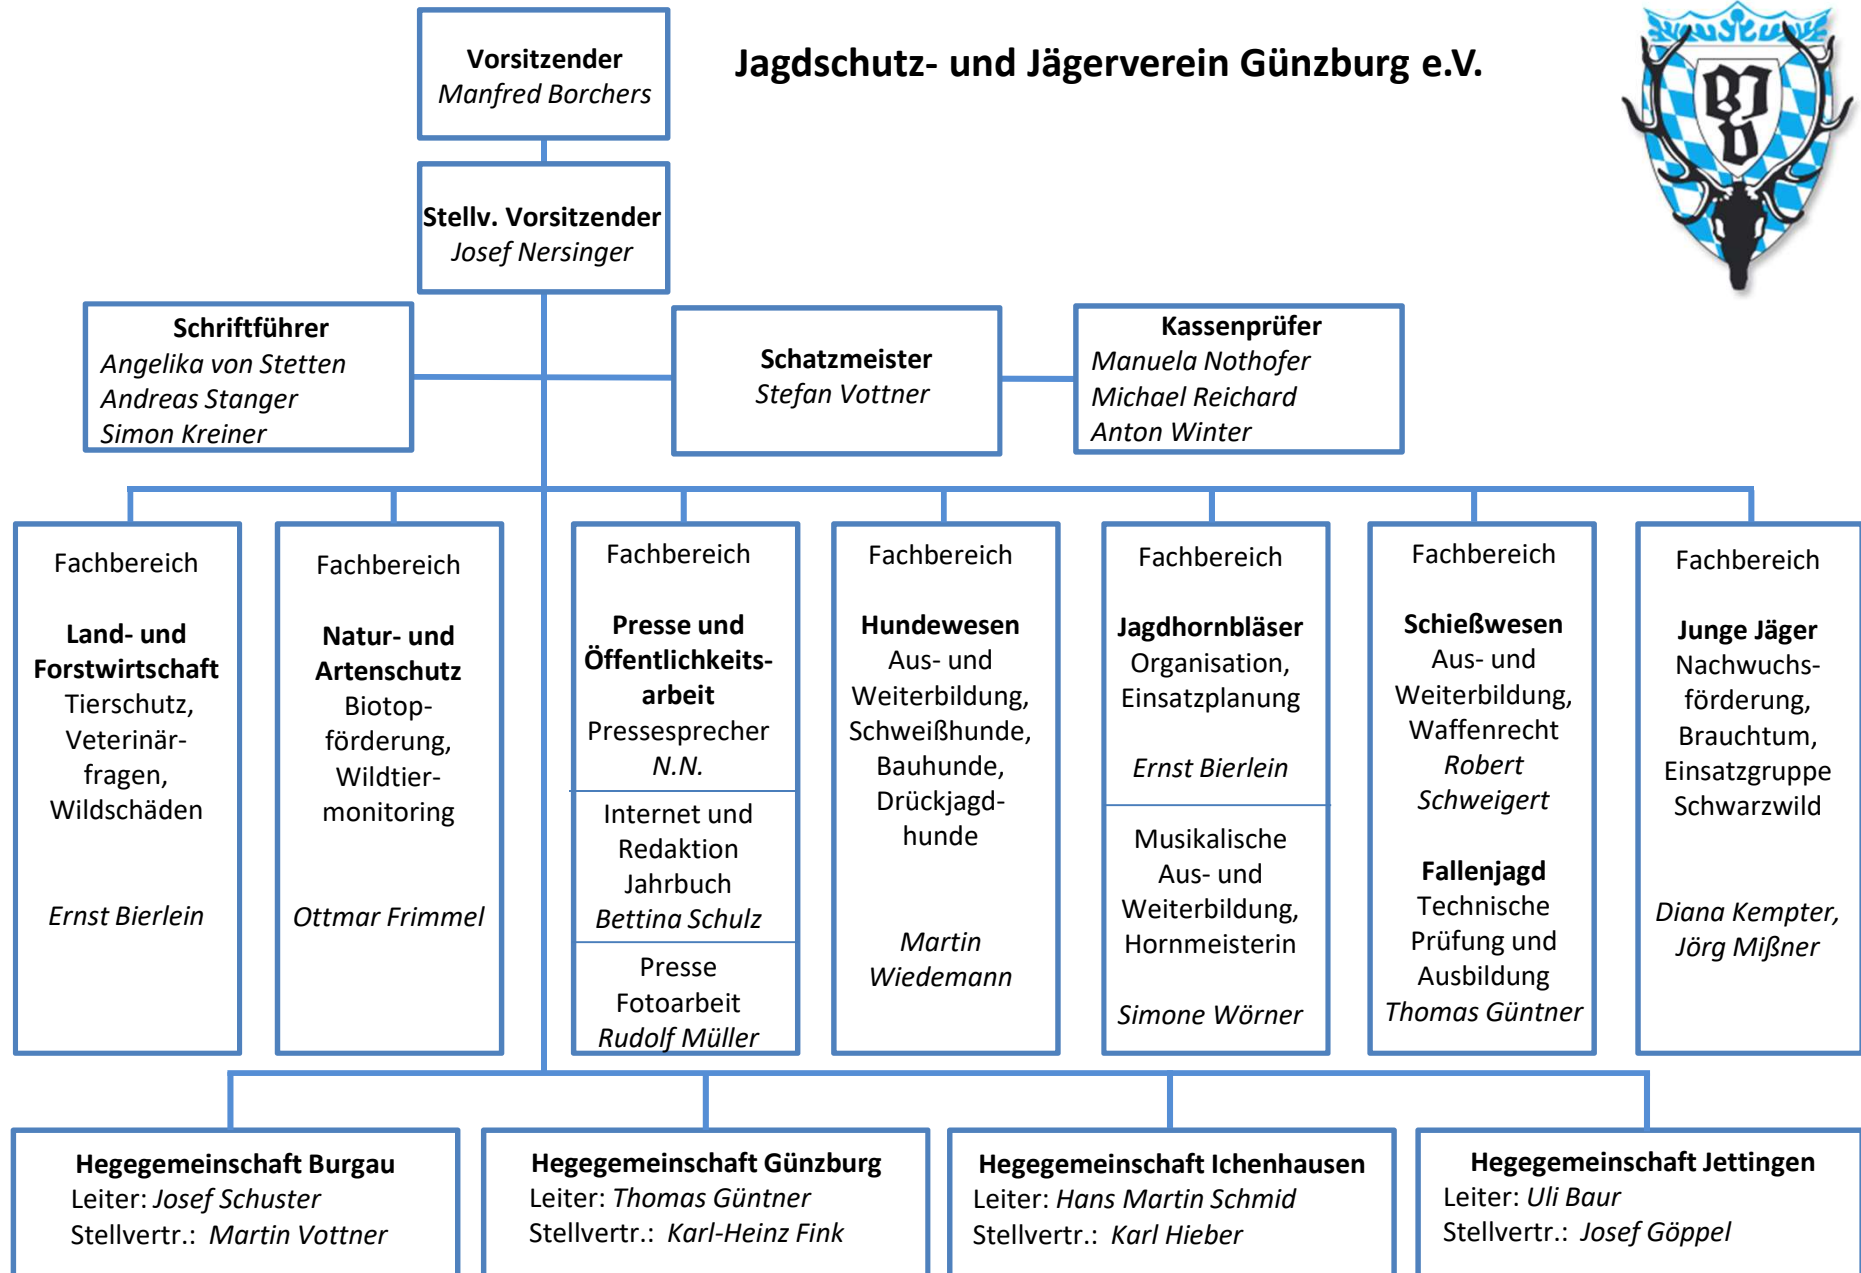 Jagdschutz- und Jägerverein Günzburg e.V.
BJV
Vorsitzender
Manfred Borchers
Stellv. Vorsitzender
Josef Nersinger
Schriftführer
Angelika von Stetten
Andreas Stanger
Simon Kreiner
Schatzmeister
Stefan Vottner
Kassenprüfer
Manuela Nothofer
Michael Reichard
Anton Winter
Fachbereich
Land- und
Forstwirtschaft
Tierschutz,
Veterinär-
fragen,
Wildschäden
Ernst Bierlein
Fachbereich
Natur- und
Artenschutz
Biotop-
förderung,
Wildtier-
monitoring
Ottmar Frimmel
Fachbereich
Presse und
Öffentlichkeits-
arbeit
Pressesprecher
N.N.
Internet und
Redaktion
Jahrbuch
Bettina Schulz
Presse
Fotoarbeit
Rudolf Müller
Fachbereich
Hundewesen
Aus- und
Weiterbildung,
Schweißhunde,
Bauhunde,
Drückjagd-
hunde
Martin
Wiedemann
Fachbereich
Jagdhornbläser
Organisation,
Einsatzplanung
Ernst Bierlein
Musikalische
Aus- und
Weiterbildung,
Hornmeisterin
Simone Wörner
Fachbereich
Schießwesen
Aus- und
Weiterbildung,
Waffenrecht
Robert
Schweigert
Fallenjagd
Technische
Prüfung und
Ausbildung
Thomas Güntner
Fachbereich
Junge Jäger
Nachwuchs-
förderung,
Brauchtum,
Einsatzgruppe
Schwarzwild
Diana Kempter,
Jörg Mißner
Hegegemeinschaft Burgau
Leiter: Josef Schuster
Stellvertr.: Martin Vottner
Hegegemeinschaft Günzburg
Leiter: Thomas Güntner
Stellvertr.: Karl-Heinz Fink
Hegegemeinschaft Ichenhausen
Leiter: Hans Martin Schmid
Stellvertr.: Karl Hieber
Hegegemeinschaft Jettingen
Leiter: Uli Baur
Stellvertr.: Josef Göppel